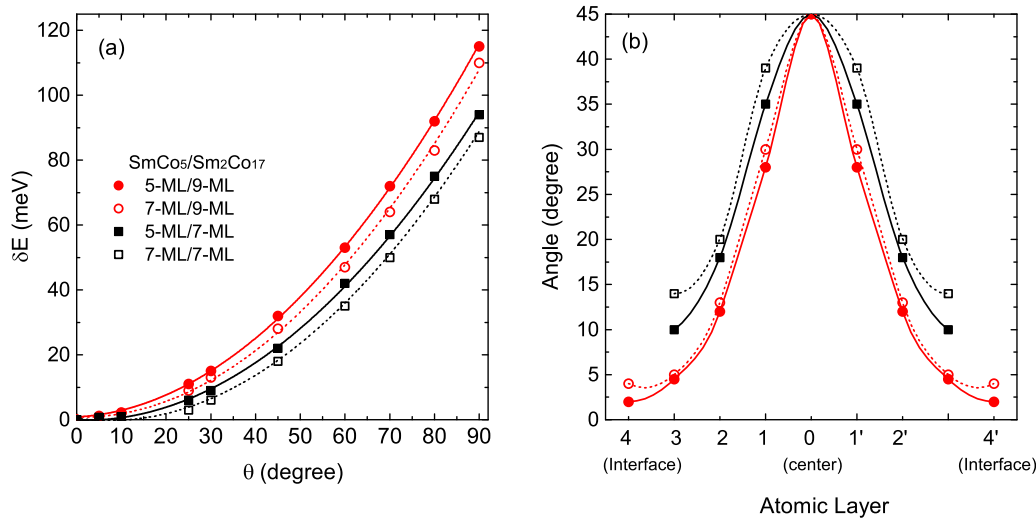 (a)
δE (meV)
120
100
80
60
40
20
0
SmCo5/Sm2Co17
5-ML/9-ML
7-ML/9-ML
5-ML/7-ML
7-ML/7-ML
0 10 20 30 40 50 60 70 80 90
θ (degree)
(b)
Angle (degree)
45
40
35
30
25
20
15
10
5
0
4 3 2 1 0 1' 2' 4'
(Interface) (center) (Interface)
Atomic Layer